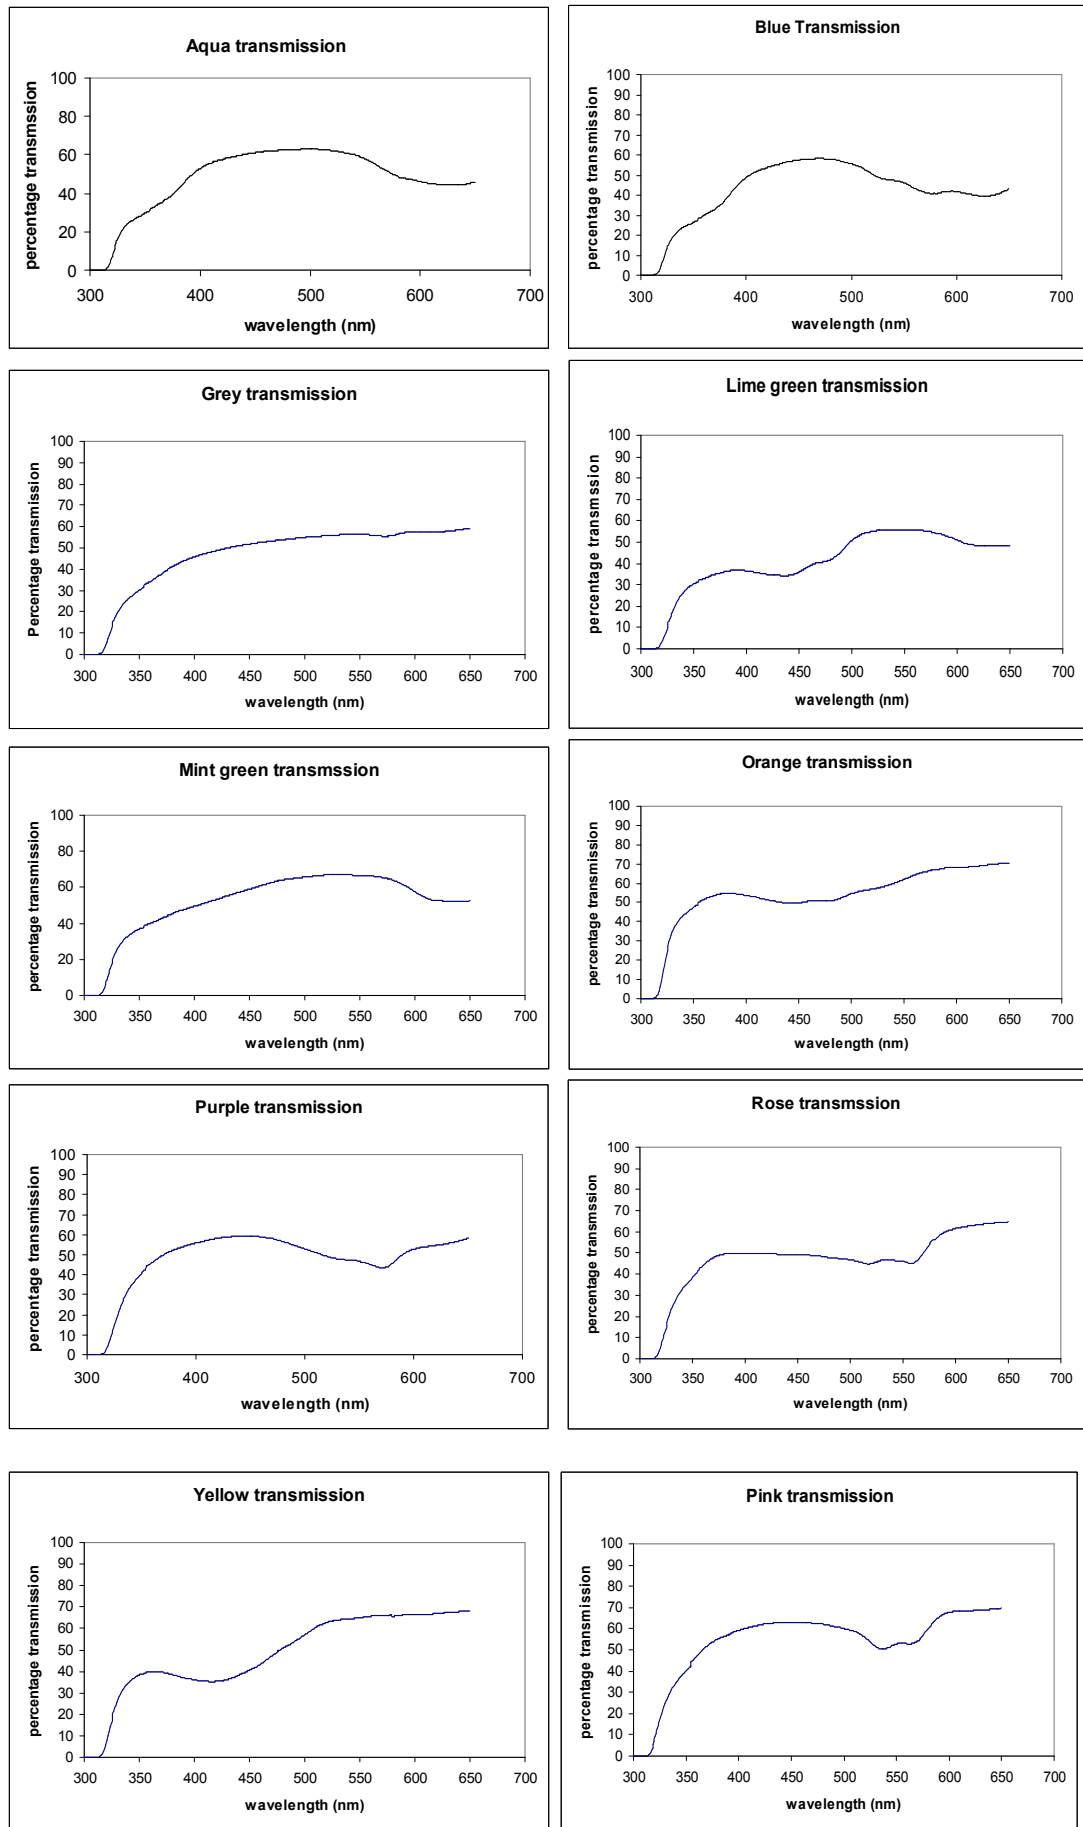 Aqua transmission
percentage transmssion
100
80
60
40
20
0
300 400 500 600 700
wavelength (nm)
Blue Transmission
percentage transmission
100
90
80
70
60
50
40
30
20
10
0
300 400 500 600 700
wavelength (nm)
Grey transmission
Percentage transmission
100
90
80
70
60
50
40
30
20
10
0
300 350 400 450 500 550 600 650 700
wavelength (nm)
Lime green transmission
percentage transmssion
100
90
80
70
60
50
40
30
20
10
0
300 350 400 450 500 550 600 650 700
wavelength (nm)
Mint green transmssion
percentage transmission
100
80
60
40
20
0
300 350 400 450 500 550 600 650 700
wavelength (nm)
Orange transmission
percentage transmission
100
90
80
70
60
50
40
30
20
10
0
300 350 400 450 500 550 600 650 700
wavelength (nm)
Purple transmission
percentage transmission
100
90
80
70
60
50
40
30
20
10
0
300 400 500 600 700
wavelength (nm)
Rose transmssion
percentage transmssion
100
90
80
70
60
50
40
30
20
10
0
300 350 400 450 500 550 600 650 700
wavelength (nm)
Yellow transmission
percentage transmission
100
90
80
70
60
50
40
30
20
10
0
300 350 400 450 500 550 600 650 700
wavelength (nm)
Pink transmission
percentage transmission
100
90
80
70
60
50
40
30
20
10
0
300 350 400 450 500 550 600 650 700
wavelength (nm)